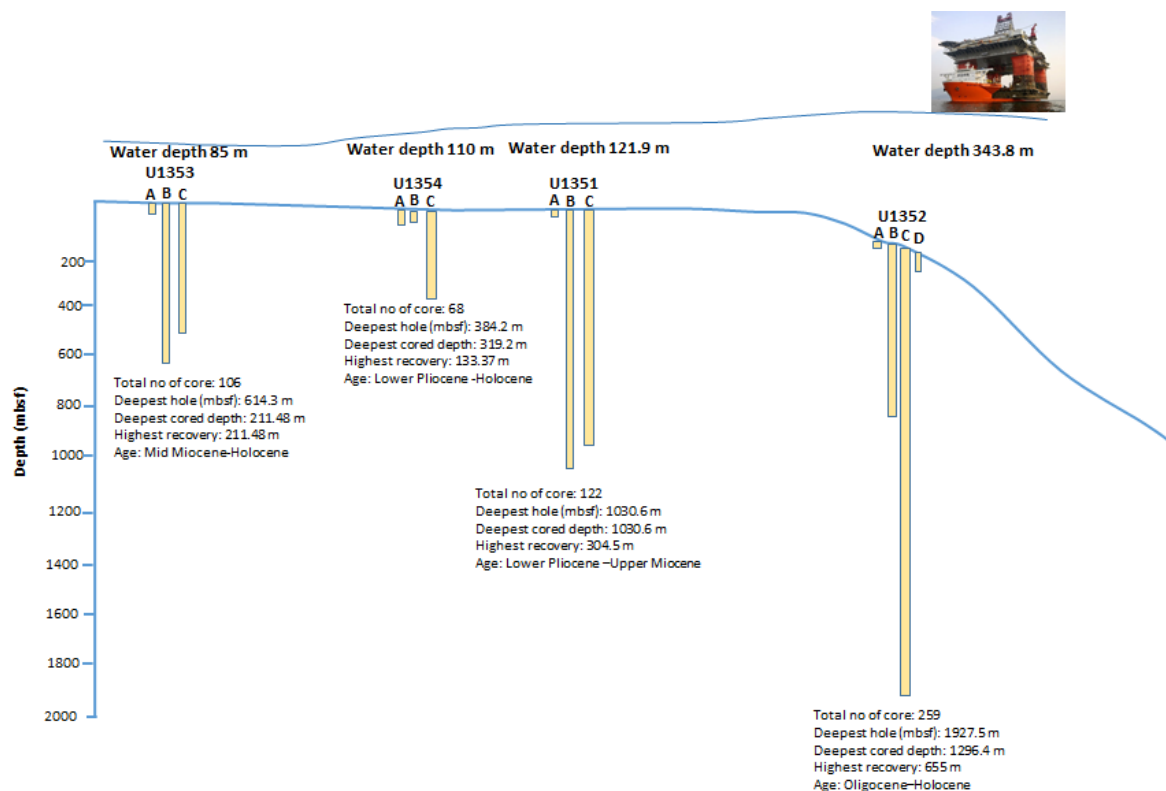 Water depth 85 m
Water depth 110 m
Water depth 121.9 m
Water depth 343.8 m
U1353
A B C
U1354
A B C
U1351
A B C
U1352
A B C D
Depth (mbsf)
200
400
600
800
1000
1200
1400
1600
1800
2000
Total no of core: 106
Deepest hole (mbsf): 614.3 m
Deepest cored depth: 211.48 m
Highest recovery: 211.48 m
Age: Mid Miocene-Holocene
Total no of core: 68
Deepest hole (mbsf): 384.2 m
Deepest cored depth: 319.2 m
Highest recovery: 133.37 m
Age: Lower Pliocene -Holocene
Total no of core: 122
Deepest hole (mbsf): 1030.6 m
Deepest cored depth: 1030.6 m
Highest recovery: 304.5 m
Age: Lower Pliocene –Upper Miocene
Total no of core: 259
Deepest hole (mbsf): 1927.5 m
Deepest cored depth: 1296.4 m
Highest recovery: 655 m
Age: Oligocene–Holocene